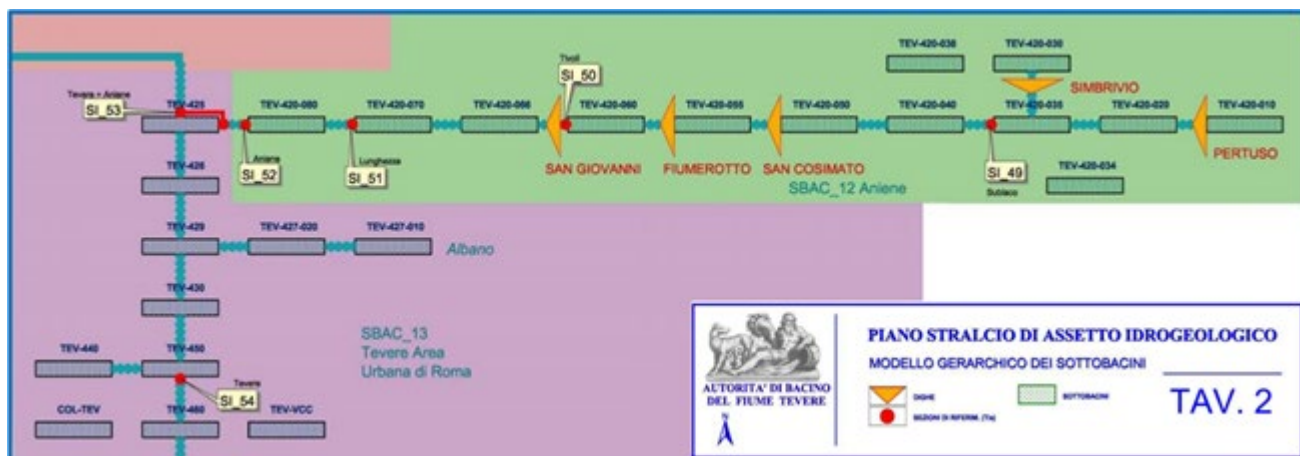 TEV-420-038
TEV-420-030
Tivoli
SI_50
SIMBRIVIO
Tevere + Aniene
SI_53
TEV-425
TEV-420-080
TEV-420-070
TEV-420-066
TEV-420-060
TEV-420-055
TEV-420-050
TEV-420-040
TEV-420-035
TEV-420-020
TEV-420-010
Aniene
SI_52
Lunghezza
SI_51
SAN GIOVANNI
FIUMEROTTO
SAN COSIMATO
SI_49
Subiaco
PERTUSO
TEV-426
SBAC_12 Aniene
TEV-420-034
TEV-429
TEV-427-020
TEV-427-010
Albano
TEV-430
SBAC_13
Tevere Area
Urbana di Roma
TEV-440
TEV-450
Tevere
SI_54
COL-TEV
TEV-460
TEV-VCC
AUTORITA' DI BACINO
DEL FIUME TEVERE
N
PIANO STRALCIO DI ASSETTO IDROGEOLOGICO
MODELLO GERARCHICO DEI SOTTOBACINI
DIGHE
SOTTOBACINI
SEZIONI DI RIFERIM. (Tis)
TAV. 2